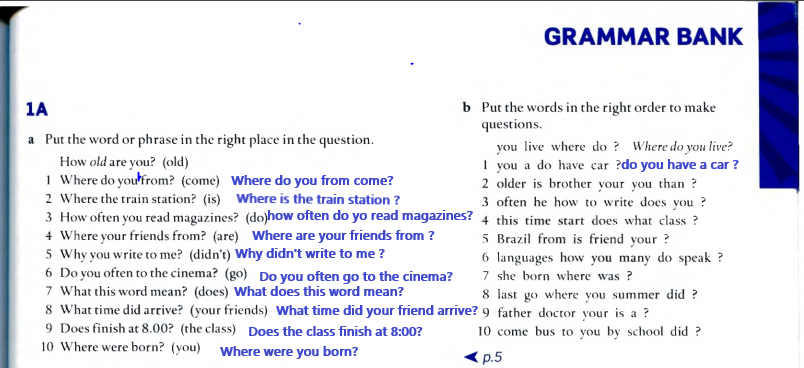 GRAMMAR BANK
1A
a Put the word or phrase in the right place in the question.
How old are you? (old)
1 Where do you from? (come) Where do you from come?
2 Where the train station? (is) Where is the train station ?
3 How often you read magazines? (do) how often do yo read magazines?
4 Where your friends from? (are) Where are your friends from ?
5 Why you write to me? (didn't) Why didn't write to me ?
6 Do you often to the cinema? (go) Do you often go to the cinema?
7 What this word mean? (does) What does this word mean?
8 What time did arrive? (your friends) What time did your friend arrive?
9 Does finish at 8.00? (the class) Does the class finish at 8:00?
10 Where were born? (you) Where were you born?
b Put the words in the right order to make
questions.
you live where do ? Where do you live?
1 you a do have car ? do you have a car ?
2 older is brother your you than ?
3 often he how to write does you ?
4 this time start does what class ?
5 Brazil from is friend your ?
6 languages how you many do speak ?
7 she born where was ?
8 last go where you summer did ?
9 father doctor your is a ?
10 come bus to you by school did ?
p.5